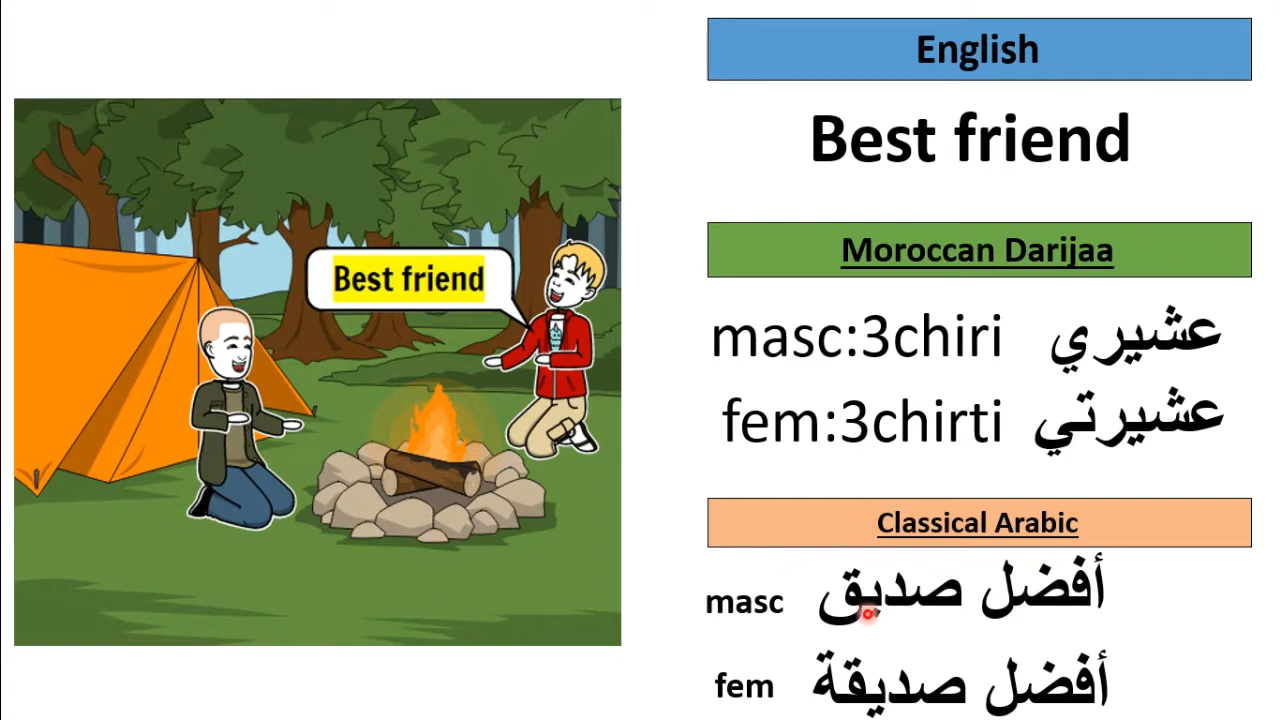 Best friend
English
Best friend
Moroccan Darijaa
masc:3chiri عشيري
fem:3chirti عشيرتي
Classical Arabic
masc أفضل صديق
fem أفضل صديقة